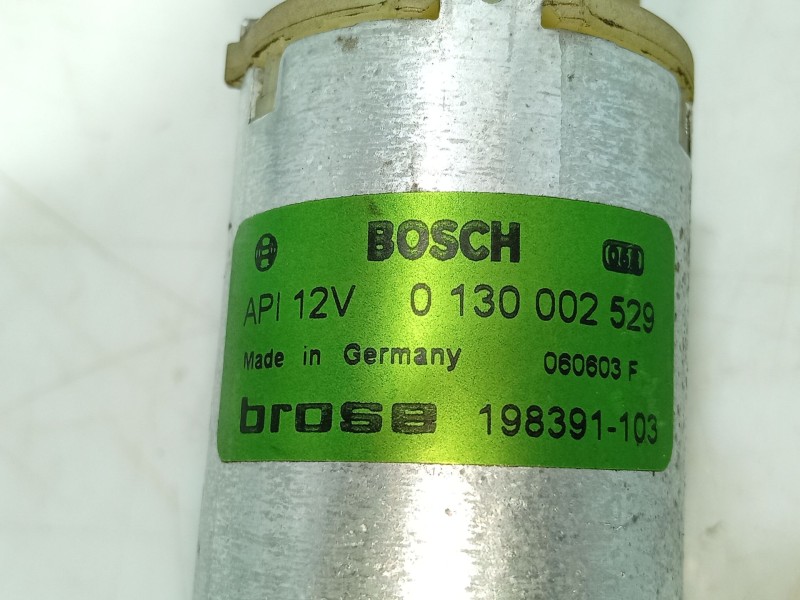 BOSCH
API 12V 0 130 002 529
Made in Germany 060603 F
brose 198391-103